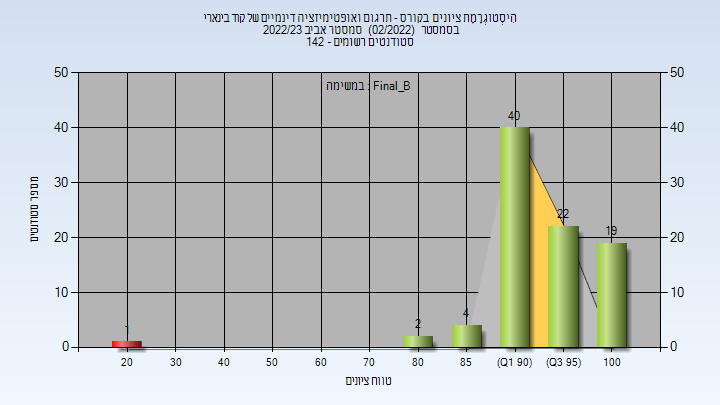 היסטוגרמת ציונים בקורס - תרגום ואופטימיזציה דינמיים של קוד בינארי
בסמסטר (02/2022) סמסטר אביב 2022/23
סטודנטים רשומים - 142
במשימה : Final_B
50
40
30
20
10
0
מספר סטודנטים
50
40
30
20
10
0
1
2
4
40
22
19
20 30 40 50 60 70 80 85 (Q1 90) (Q3 95) 100
טווח ציונים